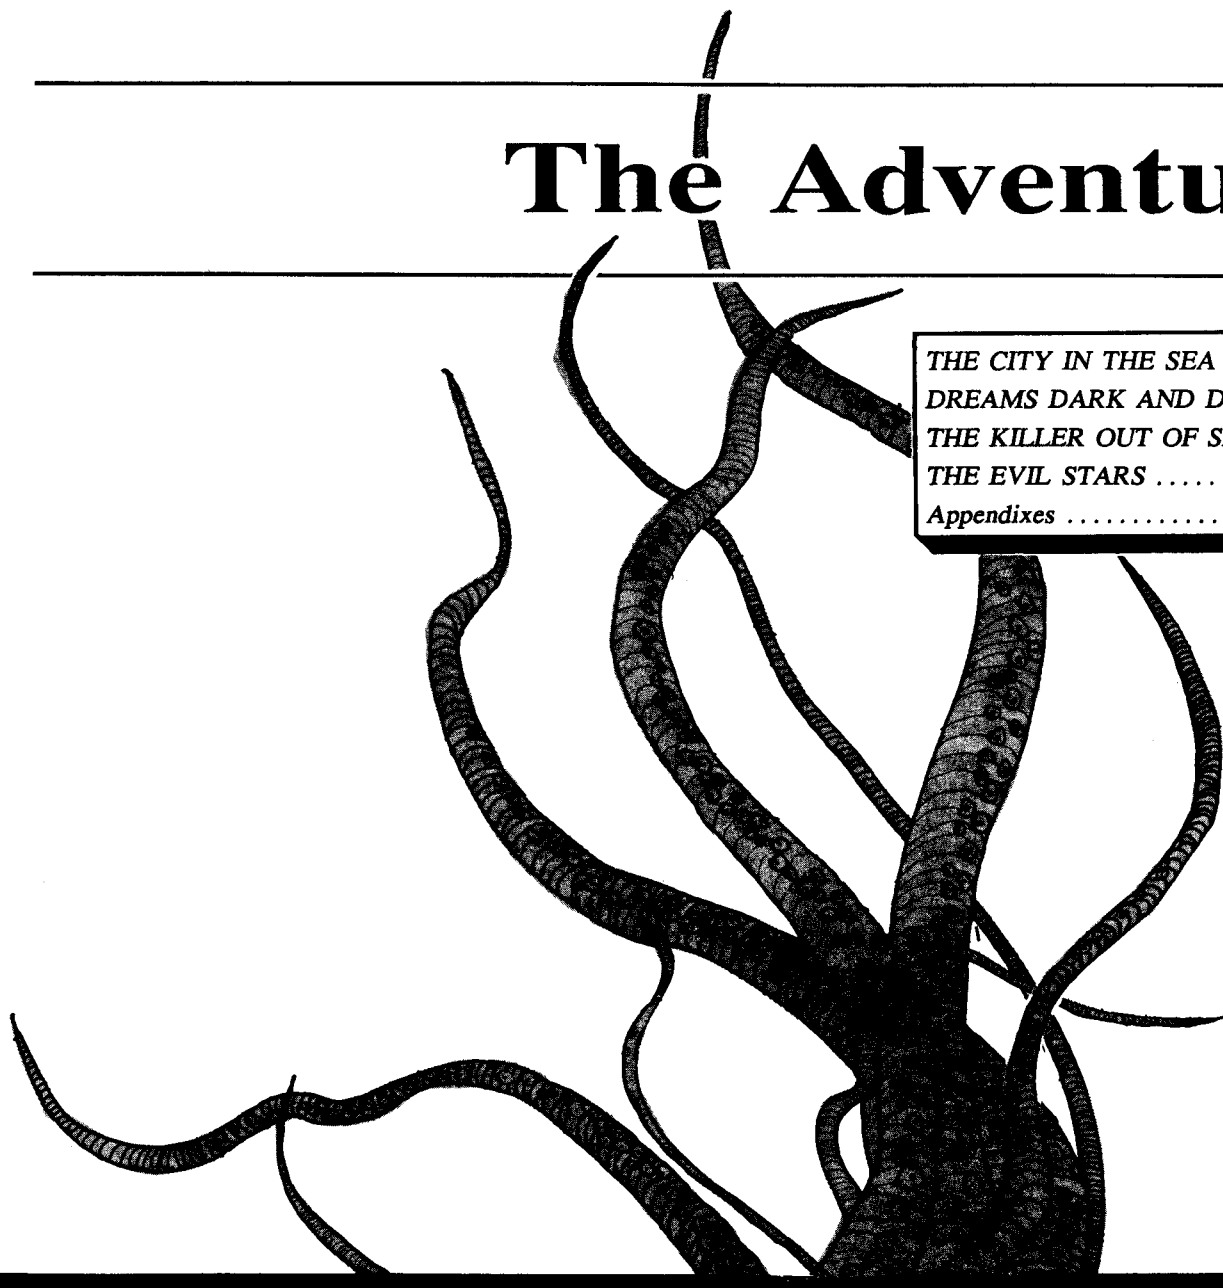 The Adventu
THE CITY IN THE SEA
DREAMS DARK AND D
THE KILLER OUT OF S
THE EVIL STARS .....
Appendixes ............